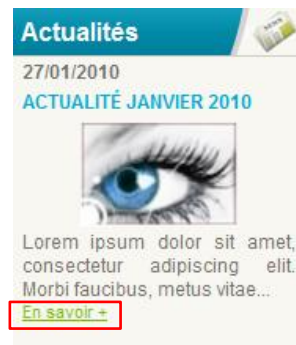 Actualités
27/01/2010
ACTUALITÉ JANVIER 2010
Lorem ipsum dolor sit amet,
consectetur adipiscing elit.
Morbi faucibus, metus vitae...
En savoir +